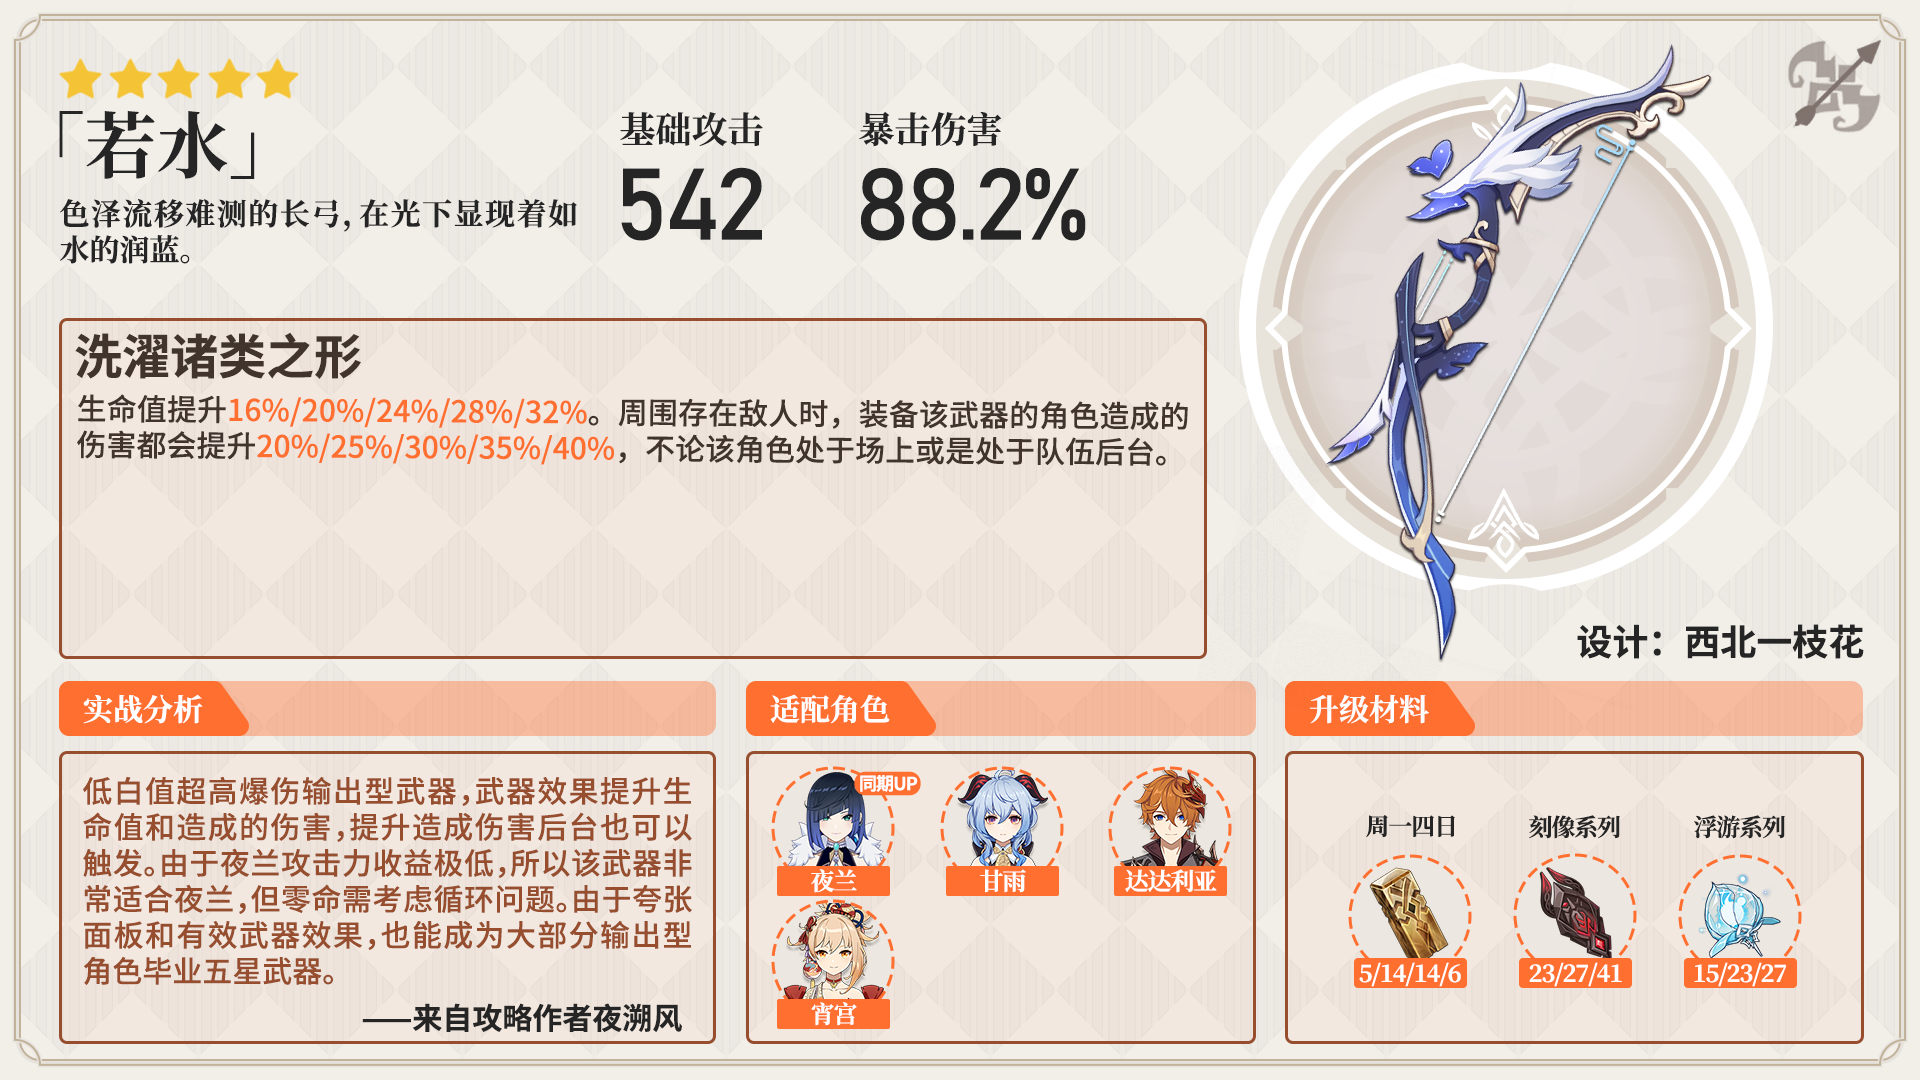 「若水」
色泽流移难测的长弓，在光下显现着如
水的润蓝。
基础攻击
542
暴击伤害
88.2%
洗濯诸类之形
生命值提升16%/20%/24%/28%/32%。周围存在敌人时，装备该武器的角色造成的
伤害都会提升20%/25%/30%/35%/40%，不论该角色处于场上或是处于队伍后台。
设计：西北一枝花
实战分析
低白值超高爆伤输出型武器，武器效果提升生
命值和造成的伤害，提升造成伤害后台也可以
触发。由于夜兰攻击力收益极低，所以该武器非
常适合夜兰，但零命需考虑循环问题。由于夸张
面板和有效武器效果，也能成为大部分输出型
角色毕业五星武器。
——来自攻略作者夜溯风
适配角色
同期UP
夜兰
甘雨
达达利亚
宵宫
升级材料
周一四日
刻像系列
浮游系列
5/14/14/6
23/27/41
15/23/27